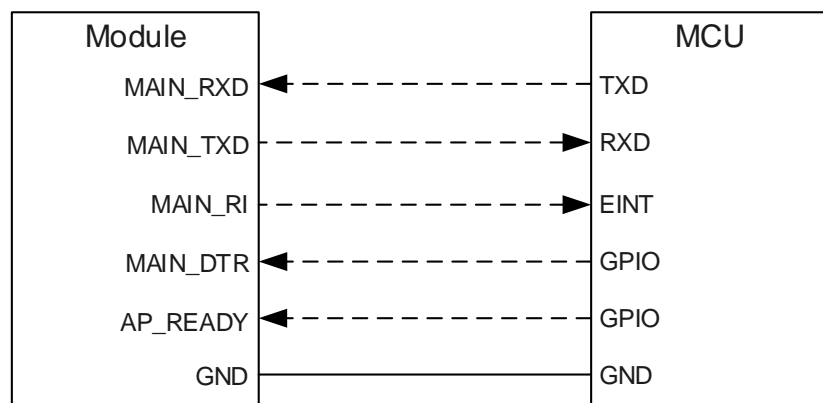 Module MCU
MAIN_RXD TXD
MAIN_TXD RXD
MAIN_RI EINT
MAIN_DTR GPIO
AP_READY GPIO
GND GND